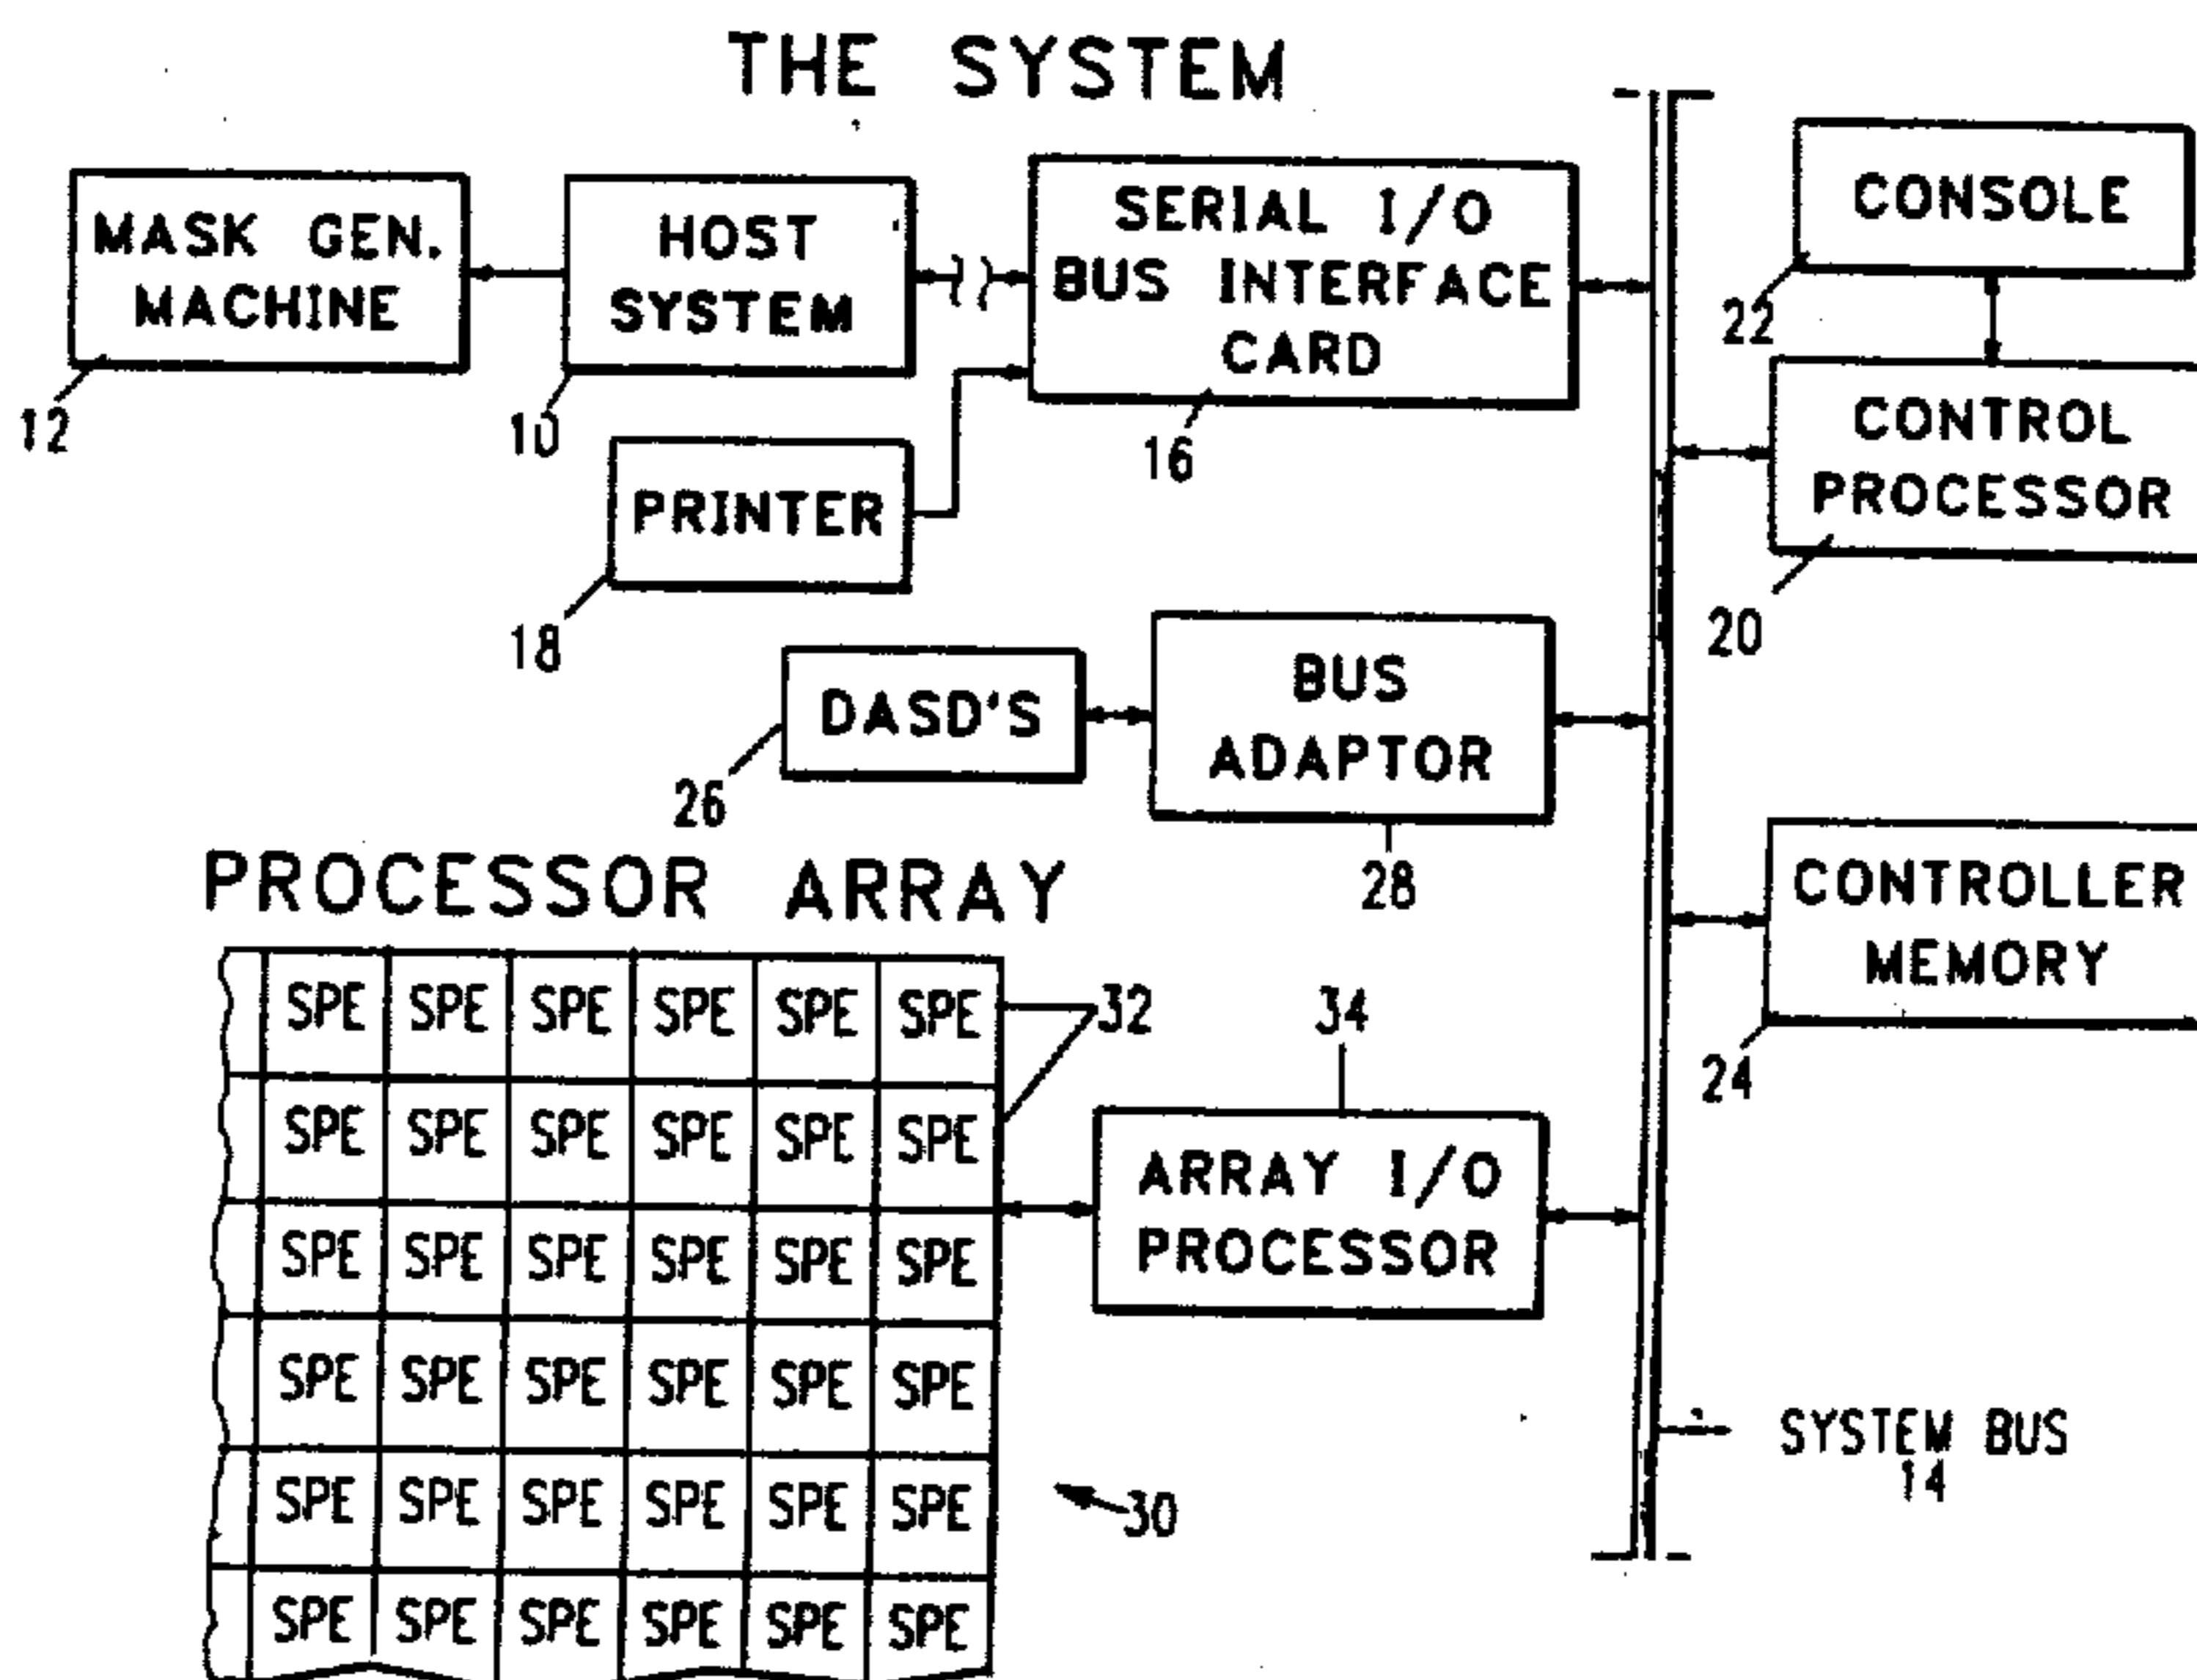 THE SYSTEM
MASK GEN.
MACHINE
12
HOST
SYSTEM
10
SERIAL I/O
BUS INTERFACE
CARD
16
CONSOLE
22
CONTROL
PROCESSOR
20
PRINTER
18
DASD'S
26
BUS
ADAPTOR
28
CONTROLLER
MEMORY
24
PROCESSOR ARRAY
SPE SPE SPE SPE SPE SPE
SPE SPE SPE SPE SPE SPE
SPE SPE SPE SPE SPE SPE
SPE SPE SPE SPE SPE SPE
SPE SPE SPE SPE SPE SPE
SPE SPE SPE SPE SPE SPE
32
34
ARRAY I/O
PROCESSOR
30
SYSTEM BUS
14